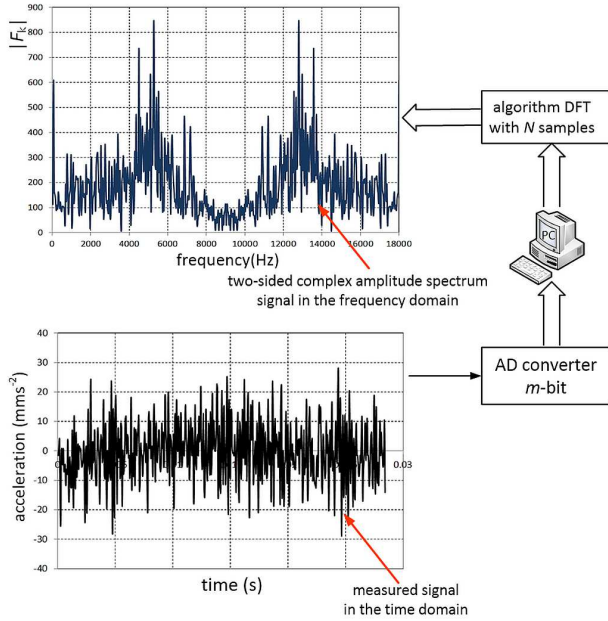 900
800
700
600
500
400
300
200
100
0
|Fk|
0 2000 4000 6000 8000 10000 12000 14000 16000 18000
frequency(Hz)
two-sided complex amplitude spectrum
signal in the frequency domain
algorithm DFT
with N samples
PC
AD converter
m-bit
40
30
20
10
0
-10
-20
-30
-40
acceleration (mms-2)
0.03
time (s)
measured signal
in the time domain